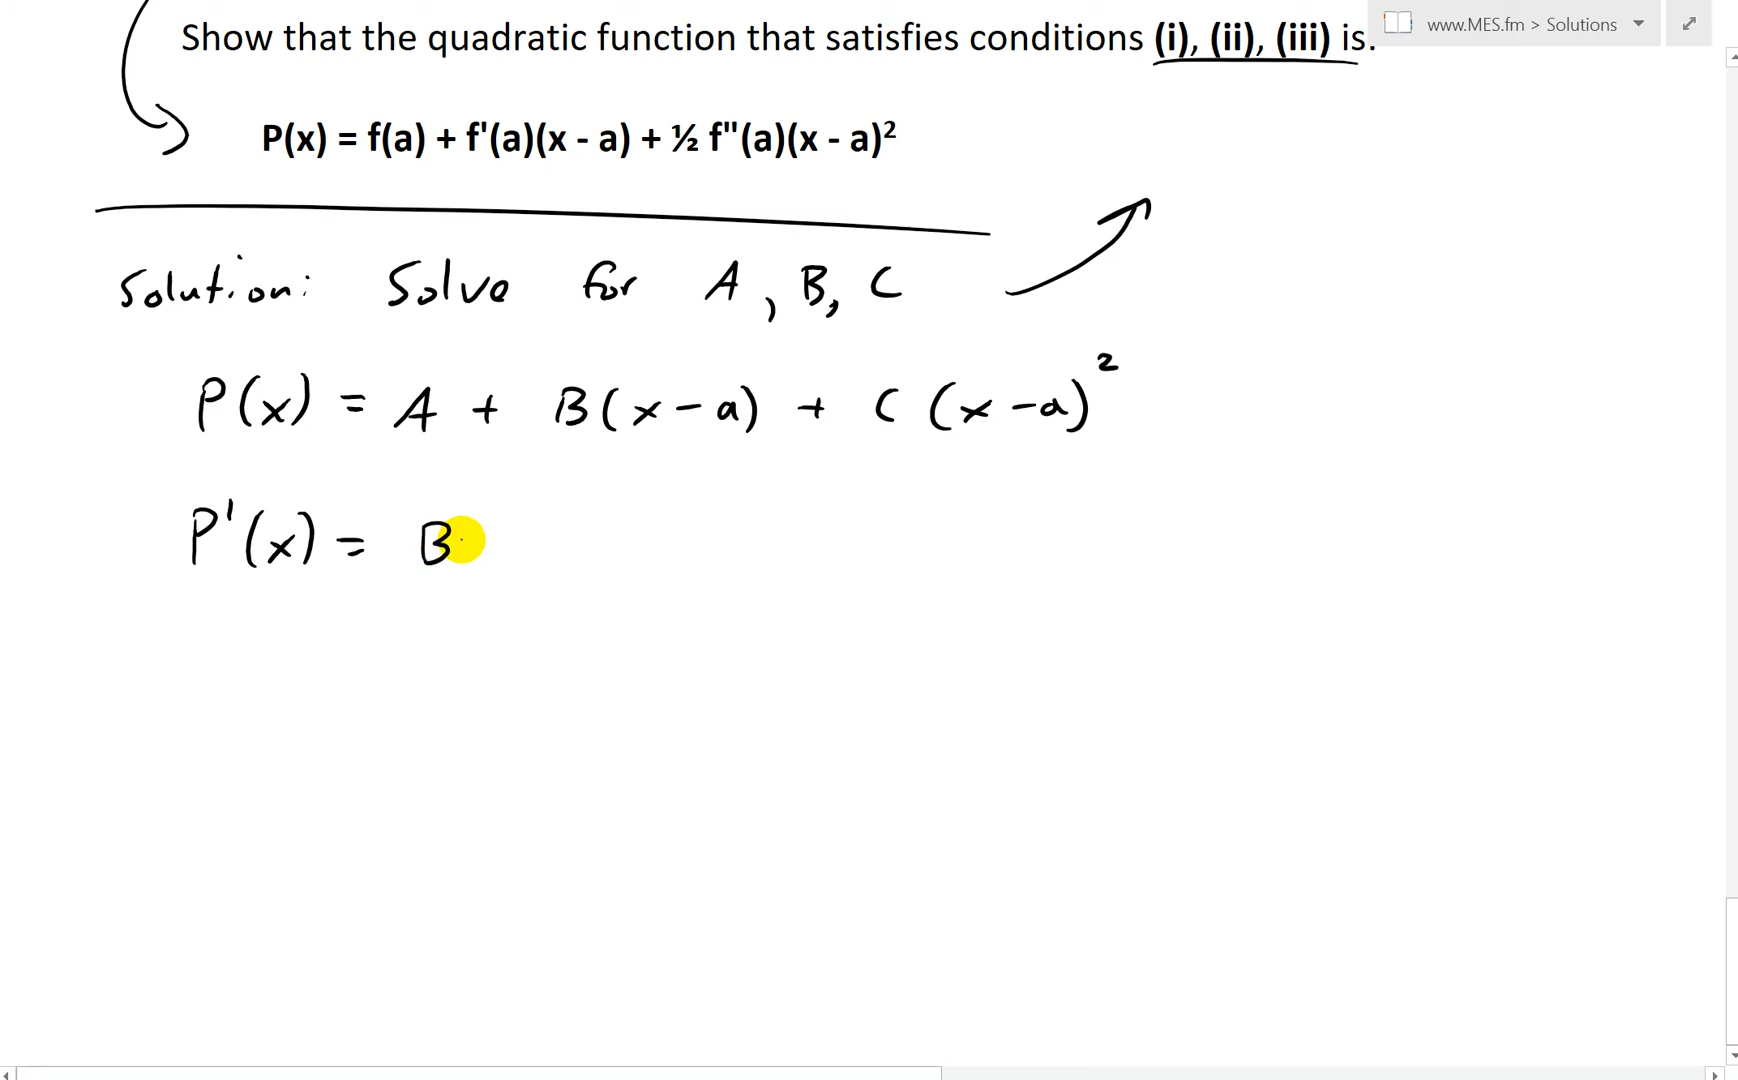 Show that the quadratic function that satisfies conditions (i), (ii), (iii) is:
www.MES.fm > Solutions
P(x) = f(a) + f'(a)(x - a) + ½ f"(a)(x - a)²
Solution: Solve for A, B, C
P(x) = A + B(x-a) + C(x-a)²
P'(x) = B